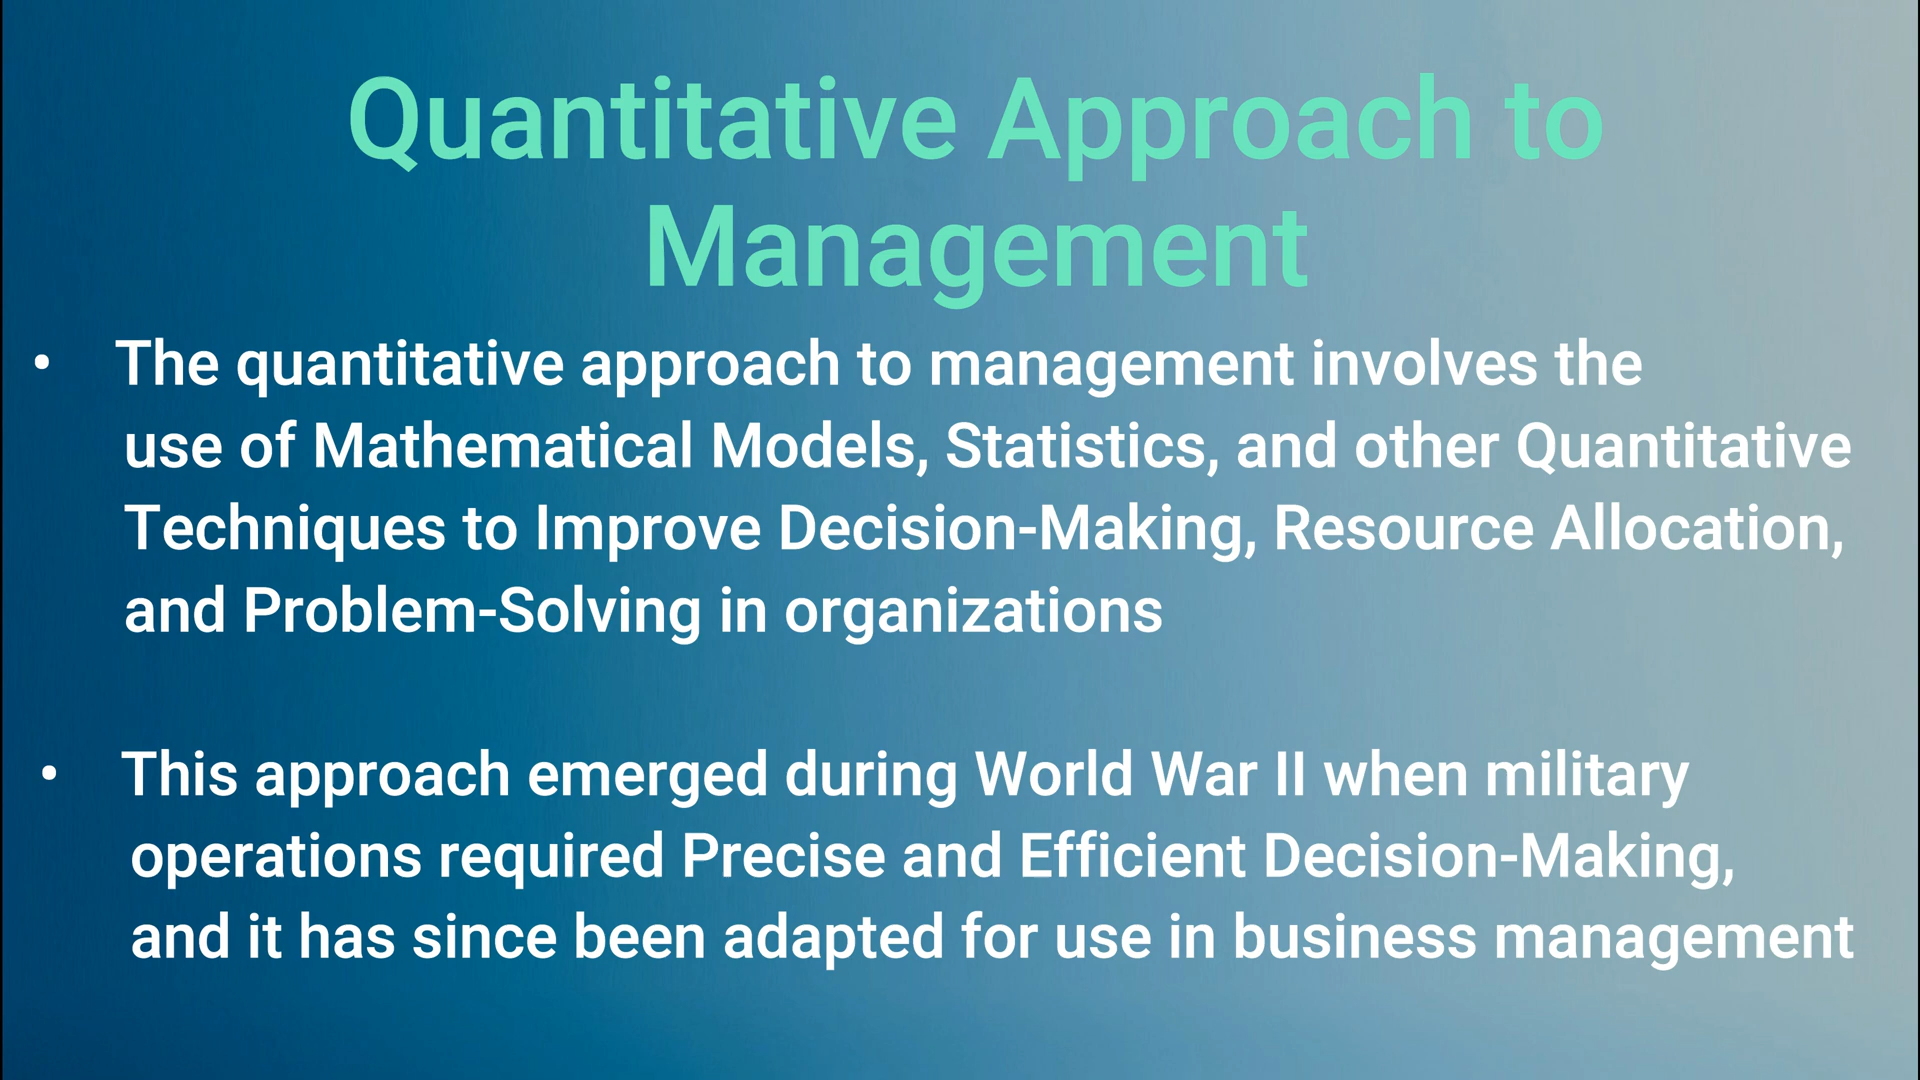 Quantitative Approach to
Management
• The quantitative approach to management involves the
use of Mathematical Models, Statistics, and other Quantitative
Techniques to Improve Decision-Making, Resource Allocation,
and Problem-Solving in organizations
• This approach emerged during World War II when military
operations required Precise and Efficient Decision-Making,
and it has since been adapted for use in business management